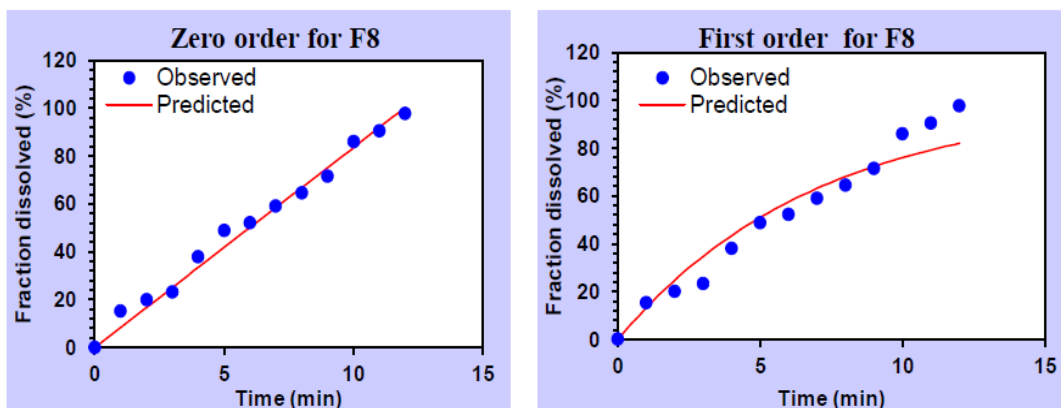 Zero order for F8
120
100
80
60
40
20
0
Fraction dissolved (%)
Observed
Predicted
0 5 10 15
Time (min)
First order for F8
120
100
80
60
40
20
0
Fraction dissolved (%)
Observed
Predicted
0 5 10 15
Time (min)